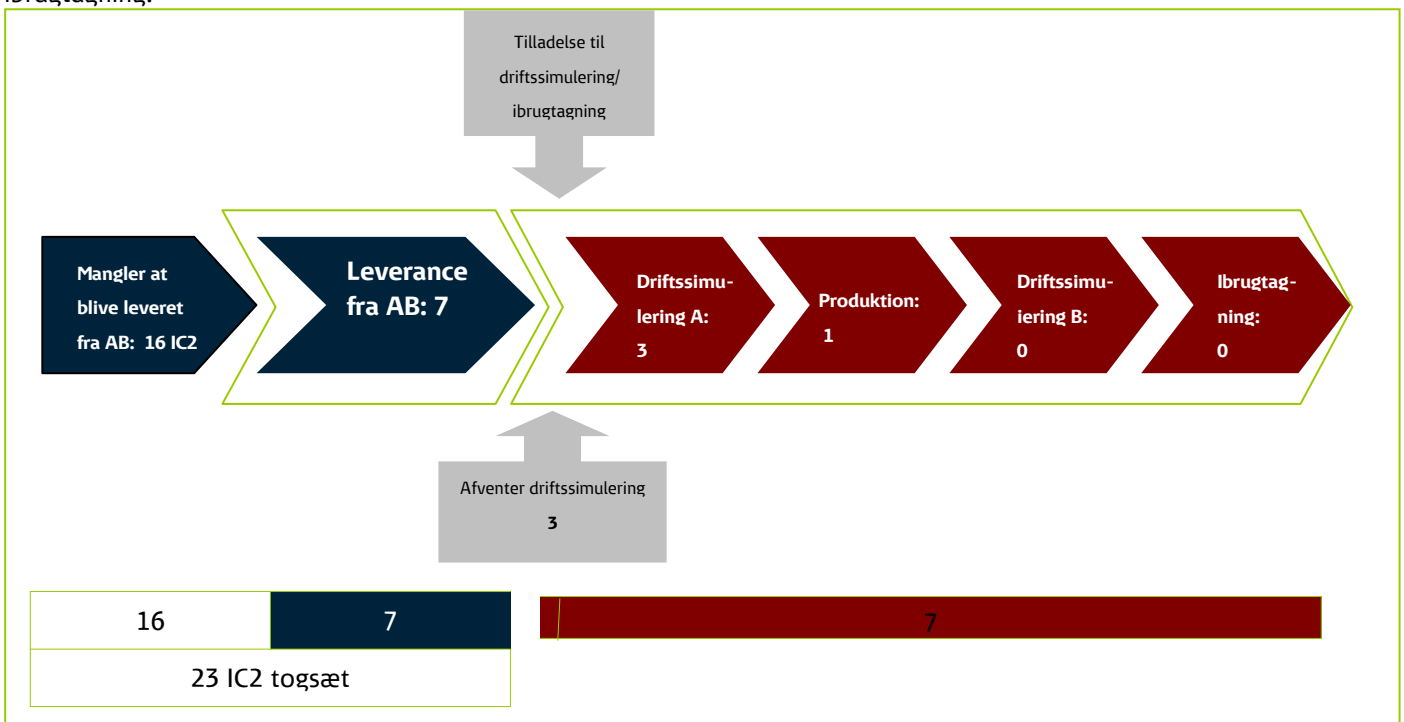 ibrugtagning.
Tilladelse til
driftssimulering/
ibrugtagning
Mangler at
blive leveret
fra AB:  16 IC2
Leverance
fra AB: 7
Driftssimu-
lering A:
3
Produktion:
1
Driftssimu-
iering B:
0
Ibrugtag-
ning:
0
Afventer driftssimulering
3
16
7
7
23 IC2 togsæt